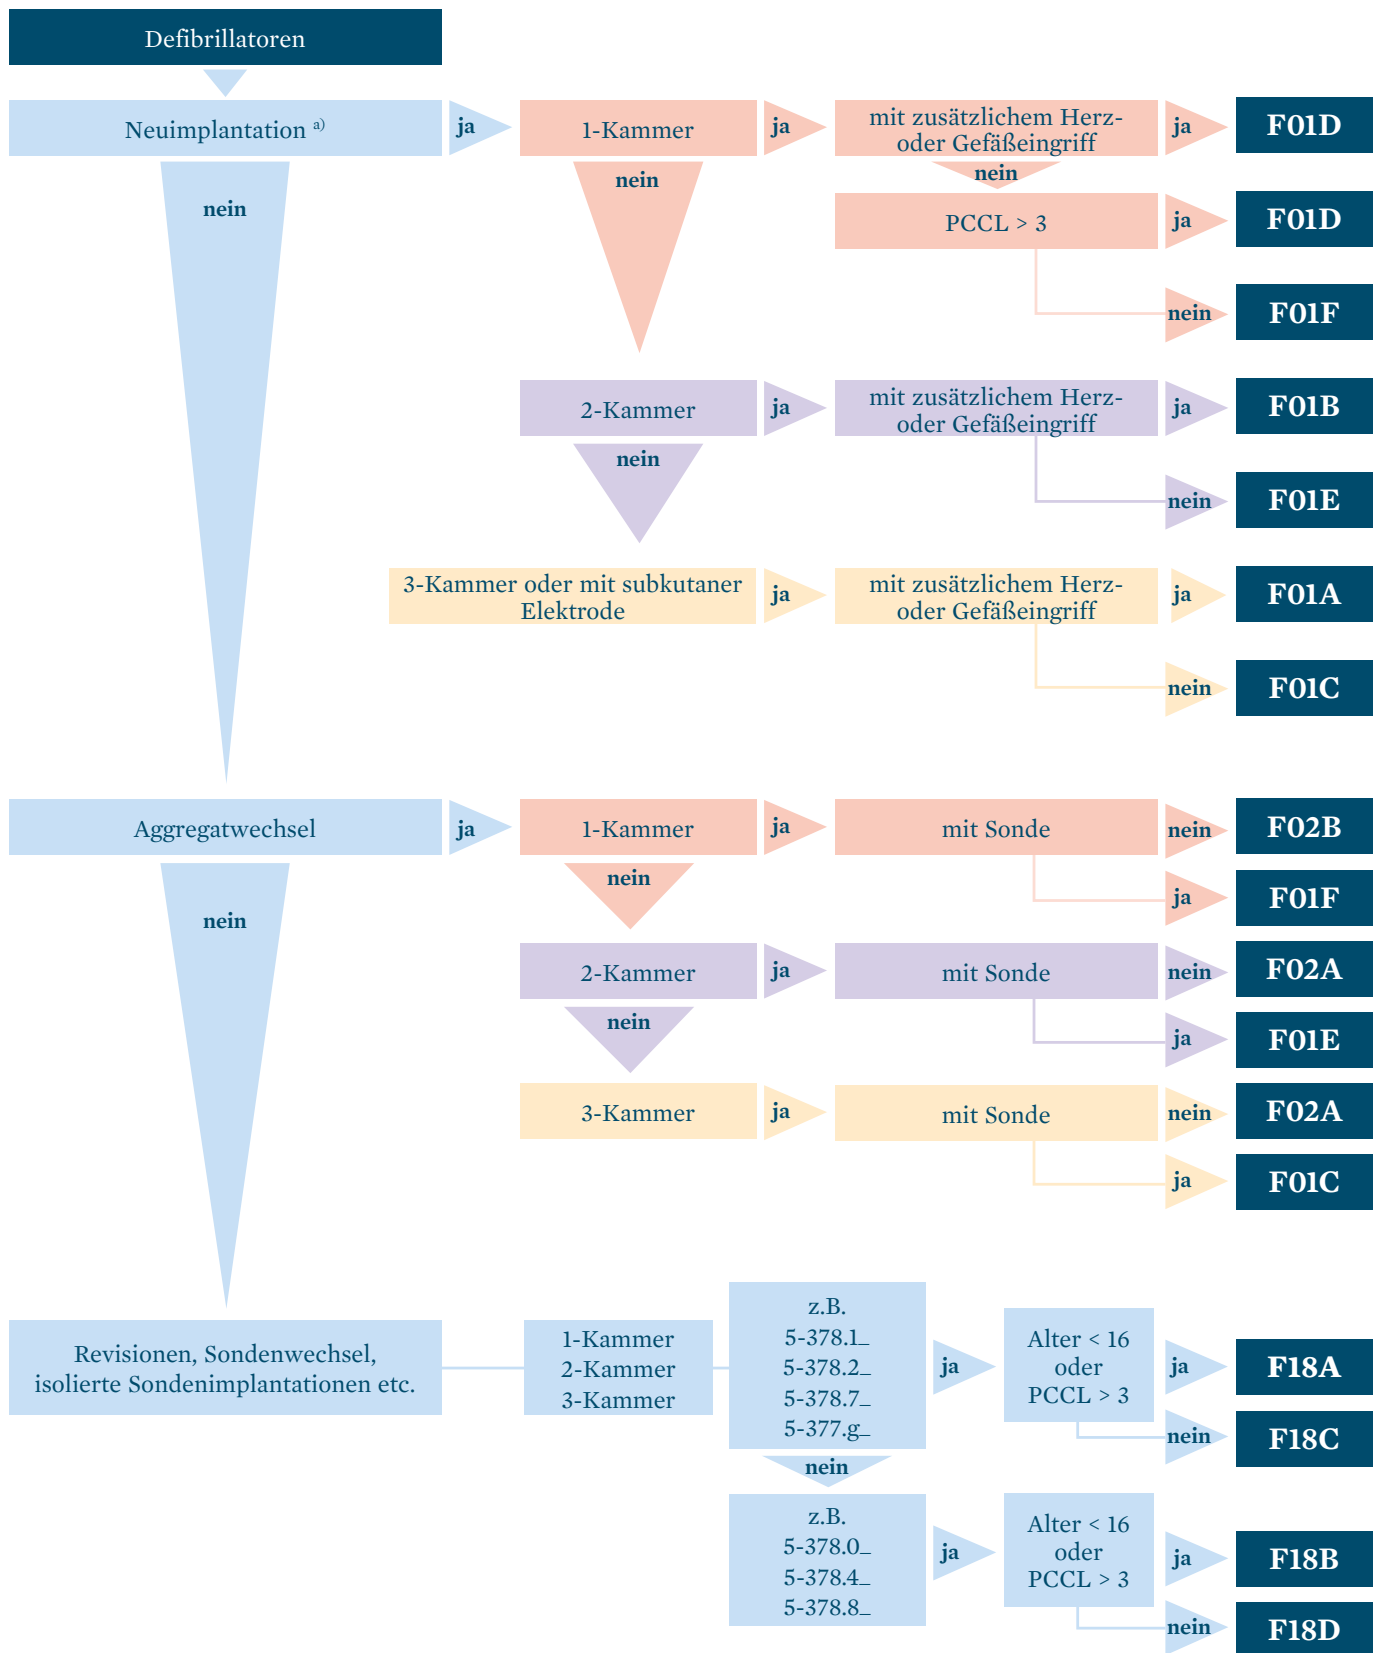 Defibrillatoren
Neuimplantation a)
ja
1-Kammer
ja
mit zusätzlichem Herz-
oder Gefäßeingriff
ja
F01D
nein
nein
nein
PCCL > 3
ja
F01D
nein
F01F
2-Kammer
ja
mit zusätzlichem Herz-
oder Gefäßeingriff
ja
F01B
nein
nein
F01E
3-Kammer oder mit subkutaner
Elektrode
ja
mit zusätzlichem Herz-
oder Gefäßeingriff
ja
F01A
nein
F01C
Aggregatwechsel
ja
1-Kammer
ja
mit Sonde
nein
F02B
nein
nein
ja
F01F
2-Kammer
ja
mit Sonde
nein
F02A
nein
ja
F01E
3-Kammer
ja
mit Sonde
nein
F02A
ja
F01C
Revisionen, Sondenwechsel,
isolierte Sondenimplantationen etc.
1-Kammer
2-Kammer
3-Kammer
z.B.
5-378.1_
5-378.2_
5-378.7_
5-377.g_
ja
Alter < 16
oder
PCCL > 3
ja
F18A
nein
F18C
nein
z.B.
5-378.0_
5-378.4_
5-378.8_
ja
Alter < 16
oder
PCCL > 3
ja
F18B
nein
F18D